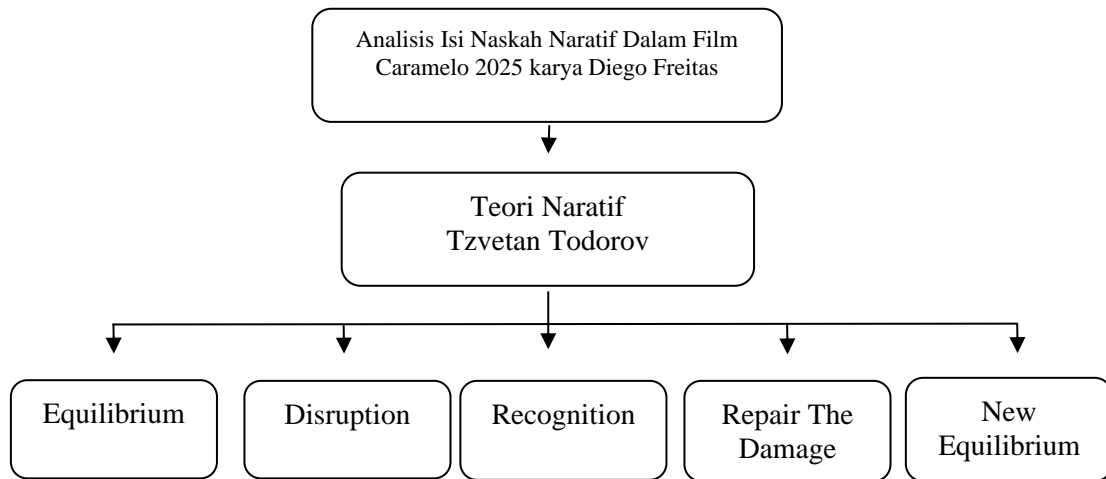 Analisis Isi Naskah Naratif Dalam Film
Caramelo 2025 karya Diego Freitas
Teori Naratif
Tzvetan Todorov
Equilibrium
Disruption
Recognition
Repair The
Damage
New
Equilibrium